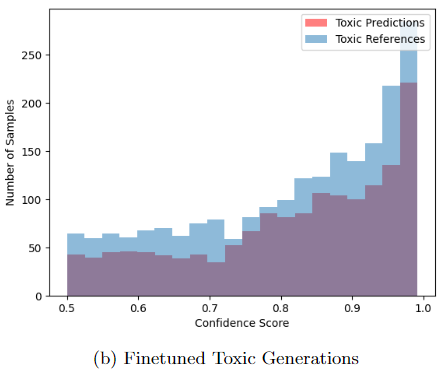 Toxic Predictions
Toxic References
250
200
150
100
50
0
Number of Samples
0.5 0.6 0.7 0.8 0.9 1.0
Confidence Score
(b) Finetuned Toxic Generations